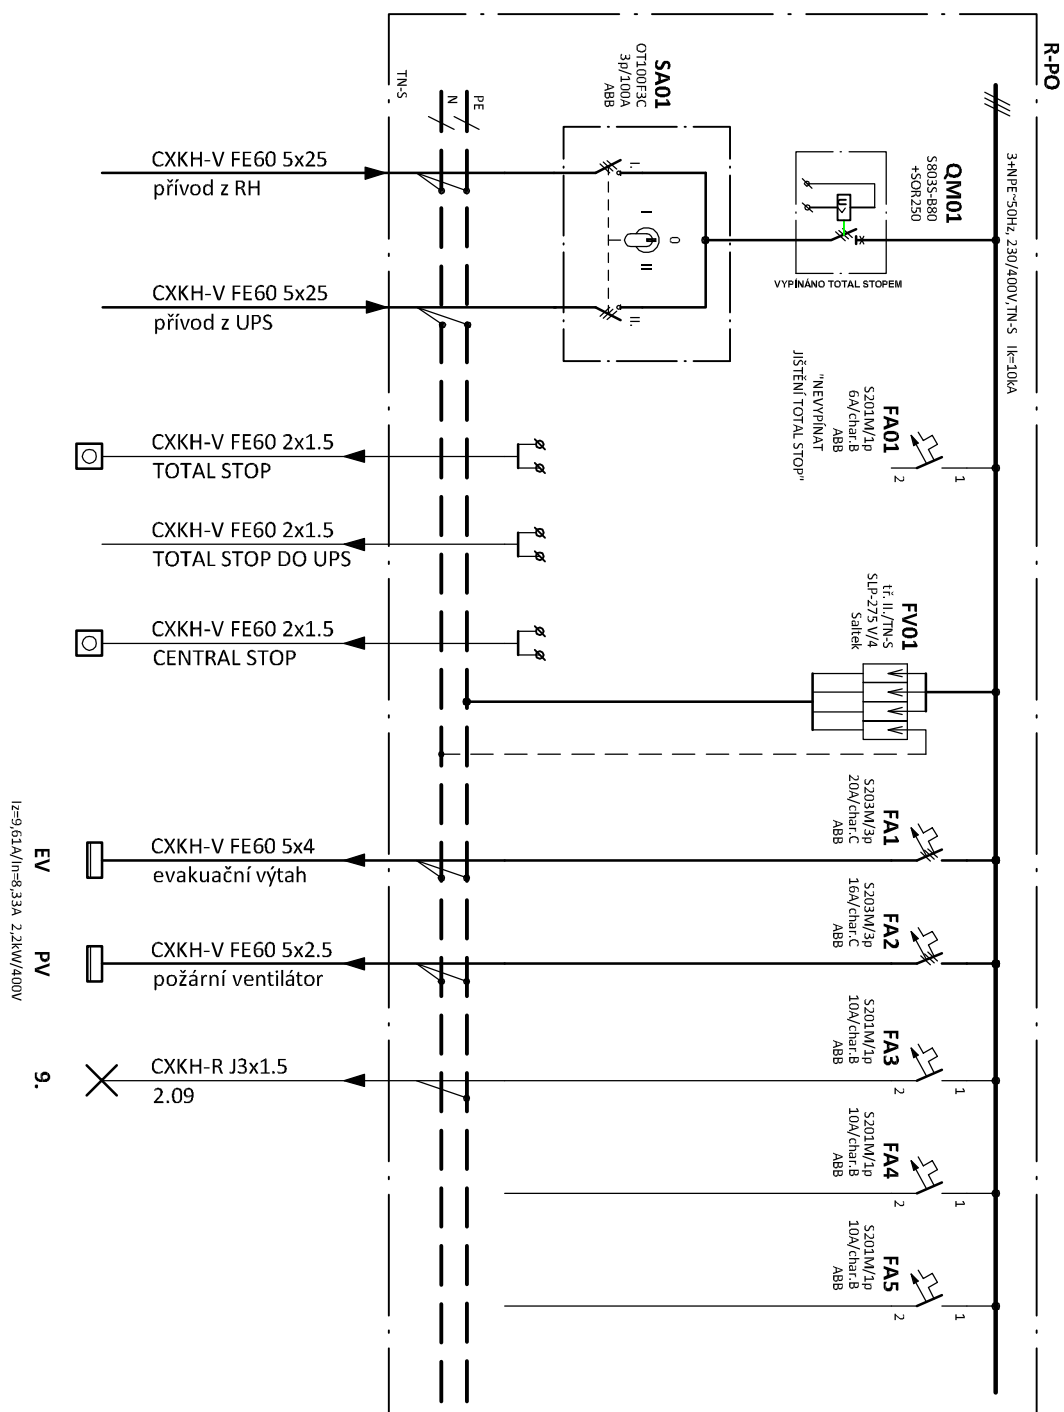 R-PO
3+NPE~50Hz, 230/400V,TN-S Ik=10kA
SA01
OT100F3C
3p/100A
ABB
I.
I
0
II
II.
QM01
S803S-B80
+SOR250
U>
VYPÍNÁNO TOTAL STOPEM
FA01
S201M/1p
6A/char.B
ABB
"NEVYPÍNAT
JIŠTĚNÍ TOTAL STOP"
1
2
FV01
tř. II./TN-S
SLP-275 V/4
Saltek
FA1
S203M/3p
20A/char.C
ABB
FA2
S203M/3p
16A/char.C
ABB
FA3
S201M/1p
10A/char.B
ABB
1
2
FA4
S201M/1p
10A/char.B
ABB
1
2
FA5
S201M/1p
10A/char.B
ABB
1
2
PE
N
TN-S
CXKH-V FE60 5x25
přívod z RH
CXKH-V FE60 5x25
přívod z UPS
CXKH-V FE60 2x1.5
TOTAL STOP
CXKH-V FE60 2x1.5
TOTAL STOP DO UPS
CXKH-V FE60 2x1.5
CENTRAL STOP
CXKH-V FE60 5x4
evakuační výtah
CXKH-V FE60 5x2.5
požární ventilátor
CXKH-R J3x1.5
2.09
EV
PV
9.
Iz=9,61A/In=8,33A 2,2kW/400V